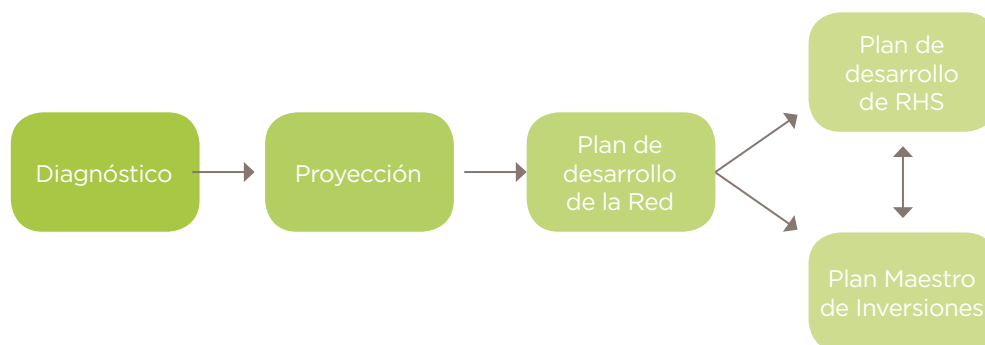 Diagnóstico
Proyección
Plan de
desarrollo
de la Red
Plan de
desarrollo
de RHS
Plan Maestro
de Inversiones